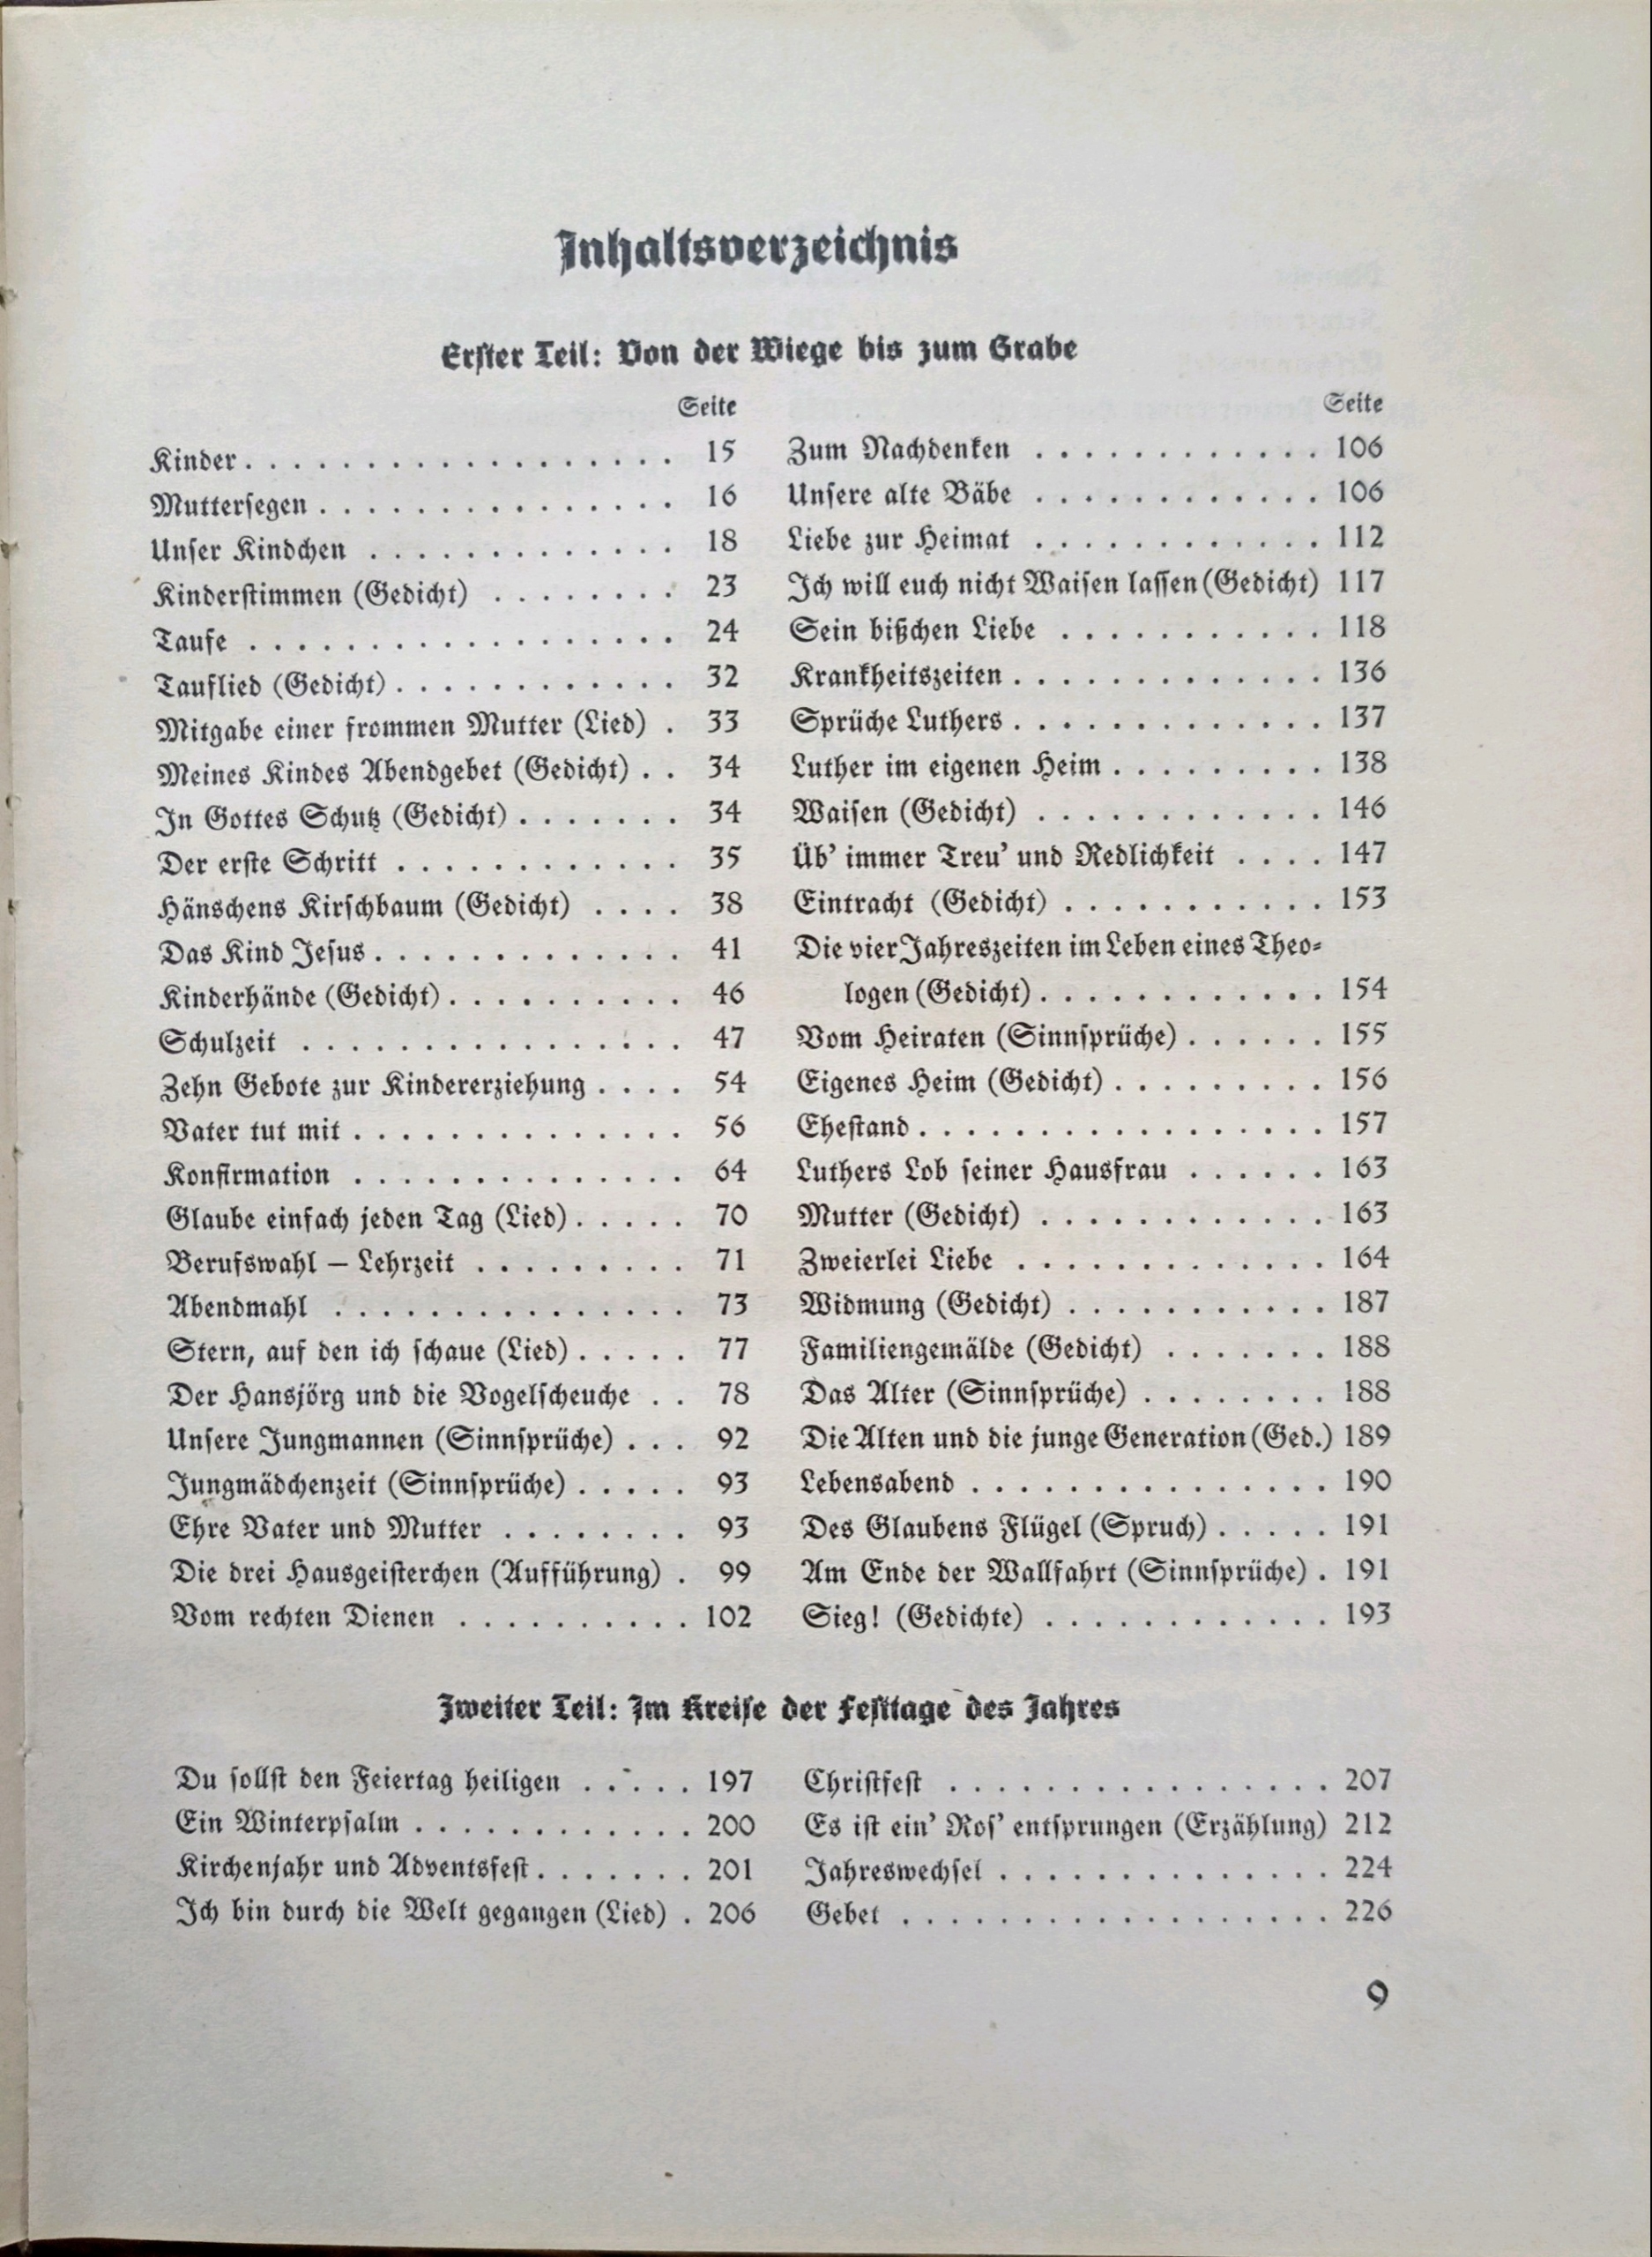 Inhaltsverzeichnis
Erster Teil: Von der Wiege bis zum Grabe
Seite
Kinder . . . . . . . . . . . . . . . . . . 15
Muttersegen . . . . . . . . . . . . . . . 16
Unser Kindchen . . . . . . . . . . . . . 18
Kinderstimmen (Gedicht) . . . . . . . . 23
Taufe . . . . . . . . . . . . . . . . . . 24
Tauflied (Gedicht) . . . . . . . . . . . . 32
Mitgabe einer frommen Mutter (Lied) . 33
Meines Kindes Abendgebet (Gedicht) . . 34
In Gottes Schutz (Gedicht) . . . . . . . 34
Der erste Schritt . . . . . . . . . . . . 35
Hänschens Kirschbaum (Gedicht) . . . . 38
Das Kind Jesus . . . . . . . . . . . . . 41
Kinderhände (Gedicht) . . . . . . . . . . 46
Schulzeit . . . . . . . . . . . . . . . . 47
Zehn Gebote zur Kindererziehung . . . . 54
Vater tut mit . . . . . . . . . . . . . . 56
Konfirmation . . . . . . . . . . . . . . 64
Glaube einfach jeden Tag (Lied) . . . . . 70
Berufswahl – Lehrzeit . . . . . . . . . 71
Abendmahl . . . . . . . . . . . . . . . 73
Stern, auf den ich schaue (Lied) . . . . . 77
Der Hansjörg und die Vogelscheuche . . 78
Unsere Jungmannen (Sinnsprüche) . . . 92
Jungmädchenzeit (Sinnsprüche) . . . . . 93
Ehre Vater und Mutter . . . . . . . . 93
Die drei Hausgeisterchen (Aufführung) . 99
Vom rechten Dienen . . . . . . . . . . 102
Seite
Zum Nachdenken . . . . . . . . . . . . 106
Unsere alte Bäbe . . . . . . . . . . . . 106
Liebe zur Heimat . . . . . . . . . . . . 112
Ich will euch nicht Waisen lassen (Gedicht) 117
Sein bißchen Liebe . . . . . . . . . . . 118
Krankheitszeiten . . . . . . . . . . . . . 136
Sprüche Luthers . . . . . . . . . . . . . 137
Luther im eigenen Heim . . . . . . . . . 138
Waisen (Gedicht) . . . . . . . . . . . . 146
Üb’ immer Treu’ und Redlichkeit . . . . 147
Eintracht (Gedicht) . . . . . . . . . . . 153
Die vier Jahreszeiten im Leben eines Theo-
logen (Gedicht) . . . . . . . . . . . . 154
Vom Heiraten (Sinnsprüche) . . . . . . 155
Eigenes Heim (Gedicht) . . . . . . . . . 156
Ehestand . . . . . . . . . . . . . . . . . 157
Luthers Lob seiner Hausfrau . . . . . . 163
Mutter (Gedicht) . . . . . . . . . . . . 163
Zweierlei Liebe . . . . . . . . . . . . . 164
Widmung (Gedicht) . . . . . . . . . . . 187
Familiengemälde (Gedicht) . . . . . . . 188
Das Alter (Sinnsprüche) . . . . . . . . 188
Die Alten und die junge Generation (Ged.) 189
Lebensabend . . . . . . . . . . . . . . . 190
Des Glaubens Flügel (Spruch) . . . . . 191
Am Ende der Wallfahrt (Sinnsprüche) . 191
Sieg! (Gedichte) . . . . . . . . . . . . 193
Zweiter Teil: Im Kreise der Festtage des Jahres
Du sollst den Feiertag heiligen . . . . . 197
Ein Winterpsalm . . . . . . . . . . . . 200
Kirchenjahr und Adventsfest . . . . . . . 201
Ich bin durch die Welt gegangen (Lied) . 206
Christfest . . . . . . . . . . . . . . . . 207
Es ist ein’ Ros’ entsprungen (Erzählung) 212
Jahreswechsel . . . . . . . . . . . . . . 224
Gebet . . . . . . . . . . . . . . . . . . 226
9